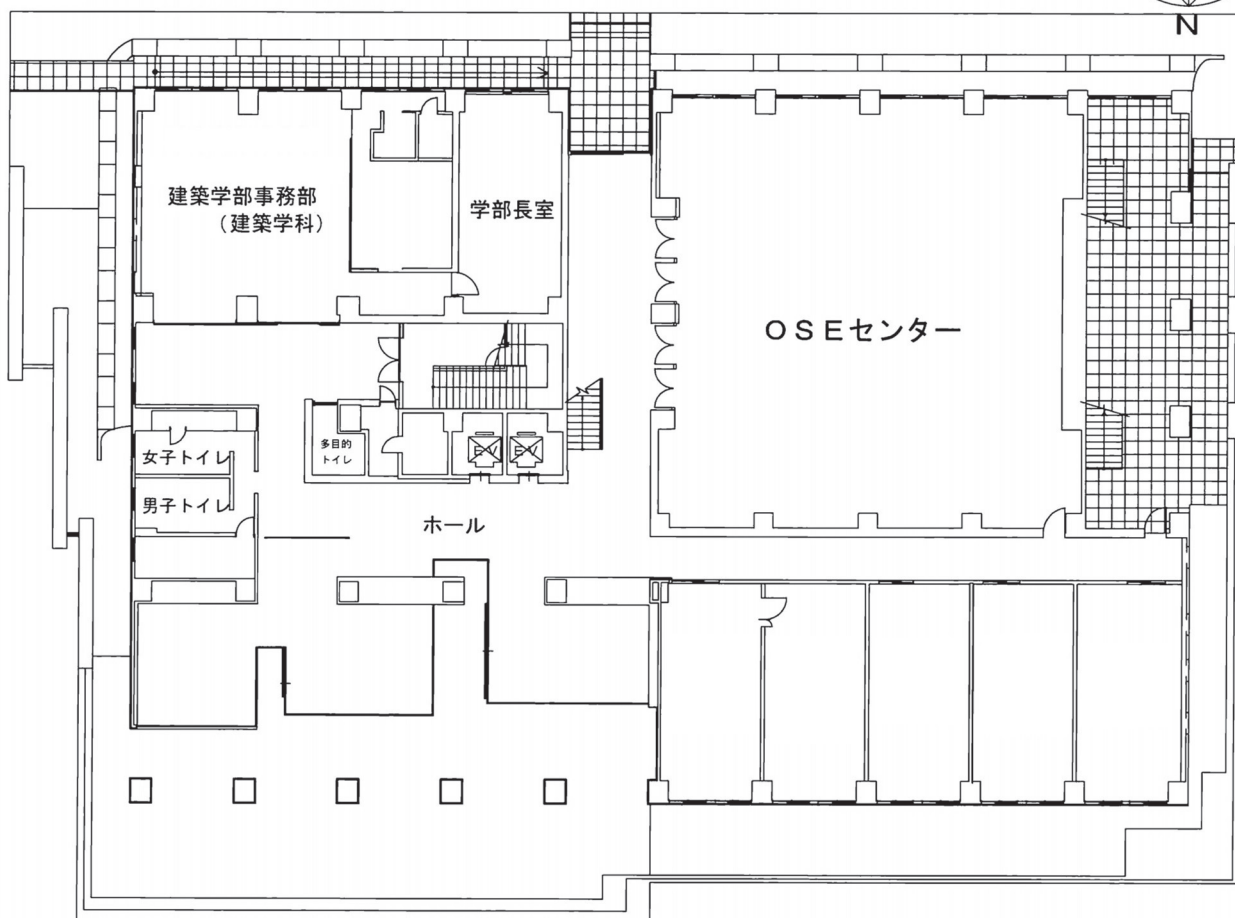 N
建築学部事務部
（建築学科）
学部長室
ＯＳＥセンター
多目的
トイレ
EV
EV
女子トイレ
男子トイレ
ホール